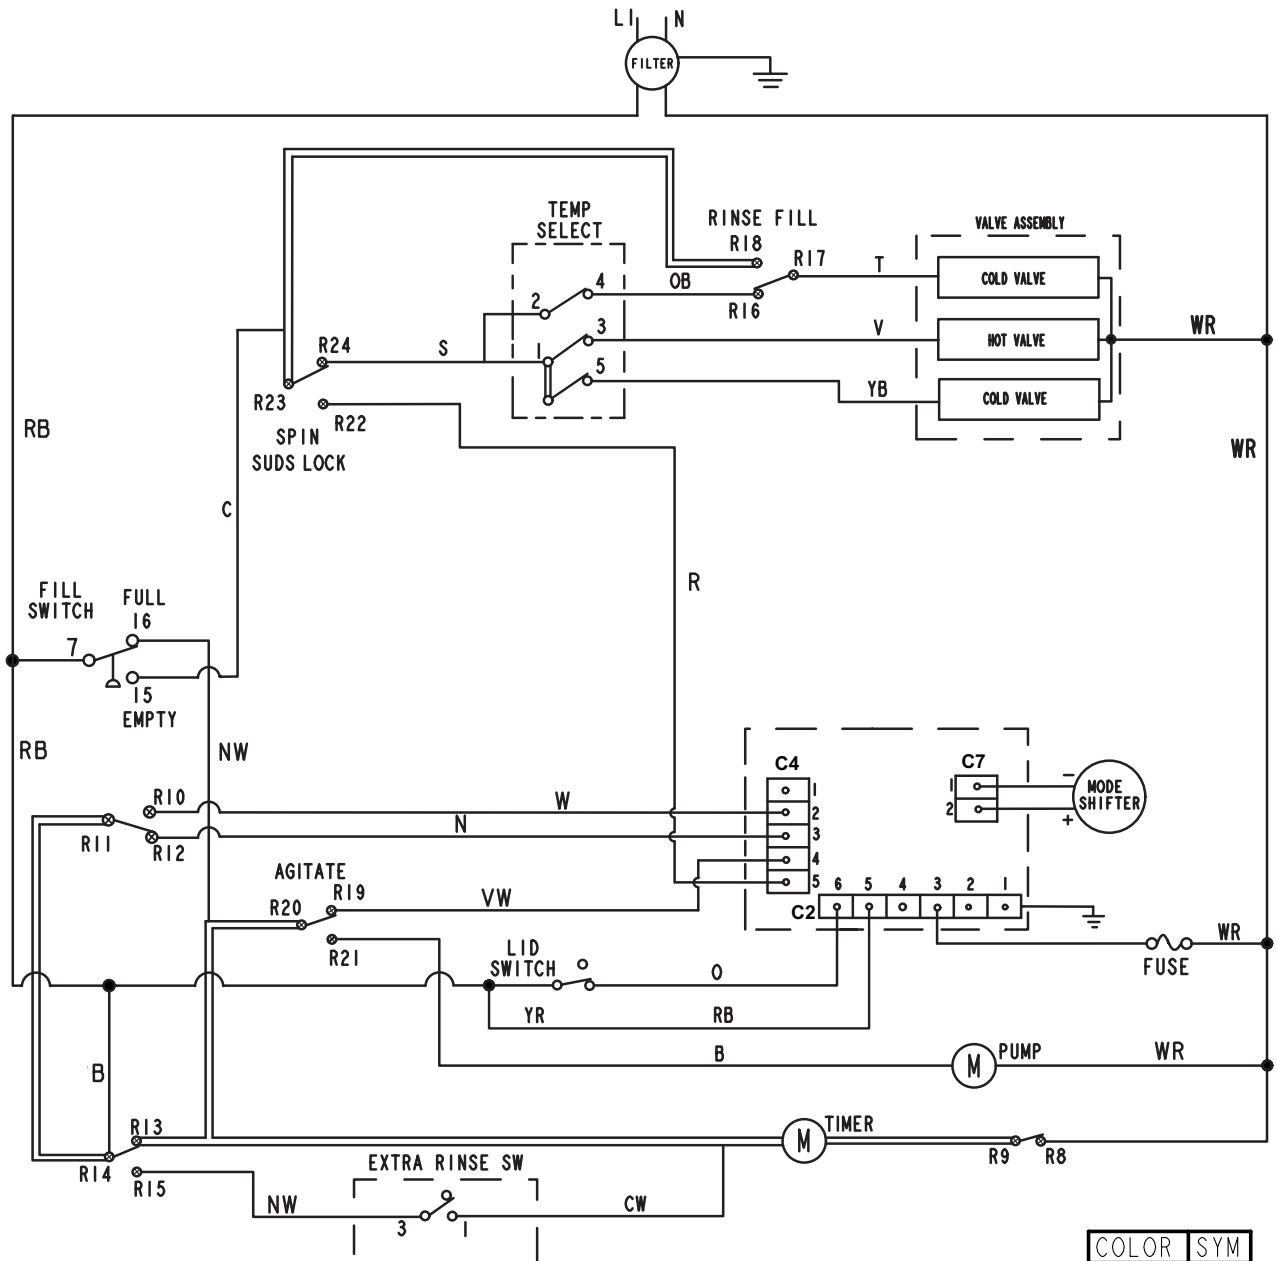 L1 N
FILTER
TEMP
SELECT
RINSE FILL
R18
R17
R16
T
VALVE ASSEMBLY
COLD VALVE
HOT VALVE
COLD VALVE
WR
2
4
OB
3
V
1
5
YB
R24
S
R23
R22
SPIN
SUDS LOCK
RB
WR
C
R
FILL
SWITCH
FULL
16
7
15
EMPTY
RB
NW
C4
1
2
3
4
5
C7
1
2
-
+
MODE
SHIFTER
R10
W
N
R11
R12
AGITATE
R19
R20
VW
R21
6 5 4 3 2 1
C2
LID
SWITCH
O
WR
FUSE
YR
RB
B
M
PUMP
WR
B
R13
R14
R15
M
TIMER
R9
R8
EXTRA RINSE SW
NW
3
1
CW
COLOR SYM